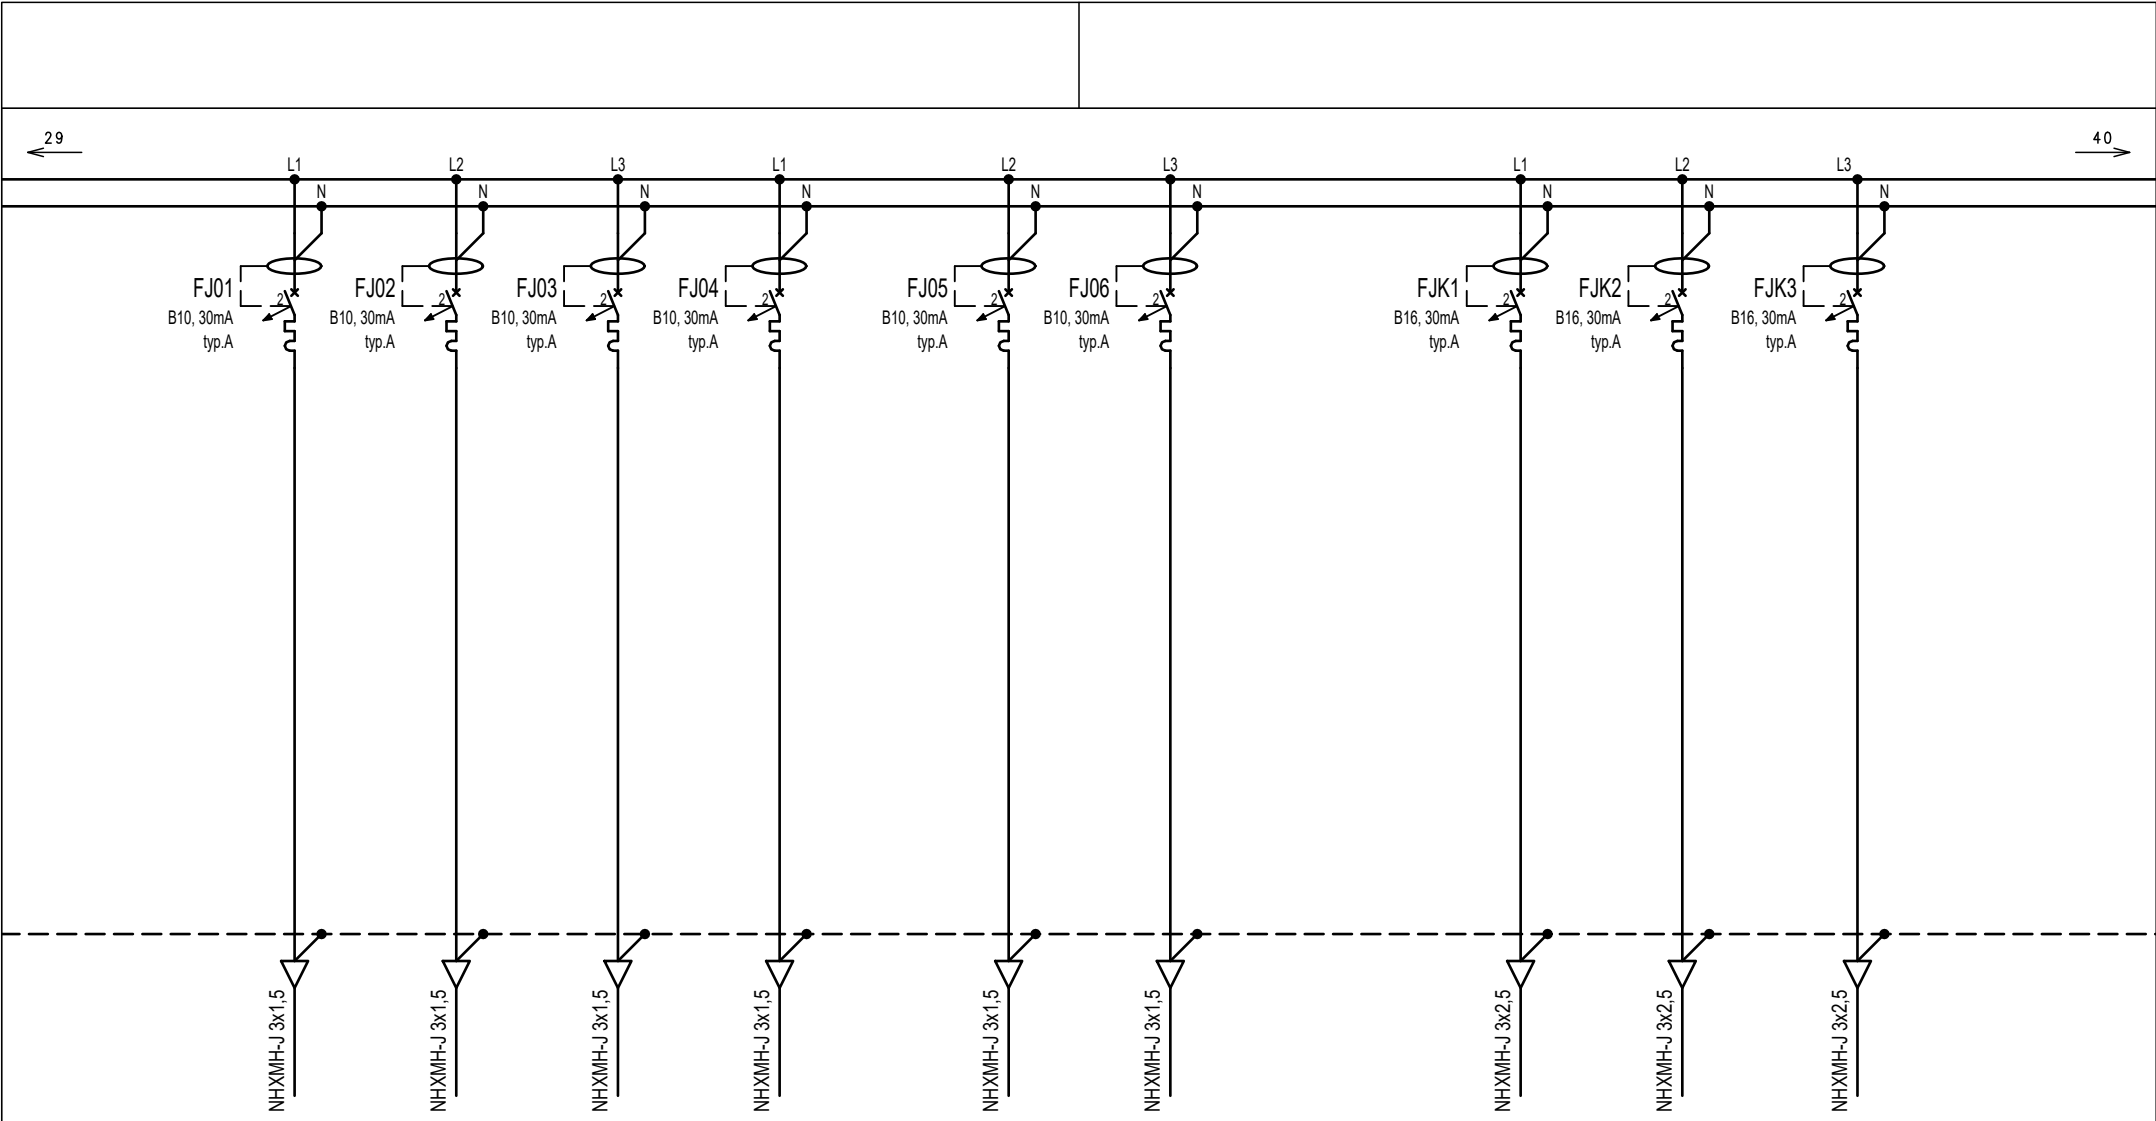 29
40
L1 L2 L3 L1 L2 L3 L1 L2 L3
N N N N N N N N N
FJ01 FJ02 FJ03 FJ04 FJ05 FJ06 FJK1 FJK2 FJK3
2 2 2 2 2 2 2 2 2
B10, 30mA B10, 30mA B10, 30mA B10, 30mA B10, 30mA B10, 30mA B16, 30mA B16, 30mA B16, 30mA
typ.A typ.A typ.A typ.A typ.A typ.A typ.A typ.A typ.A
NHXMH-J 3x1,5
NHXMH-J 3x1,5
NHXMH-J 3x1,5
NHXMH-J 3x1,5
NHXMH-J 3x1,5
NHXMH-J 3x1,5
NHXMH-J 3x2,5
NHXMH-J 3x2,5
NHXMH-J 3x2,5